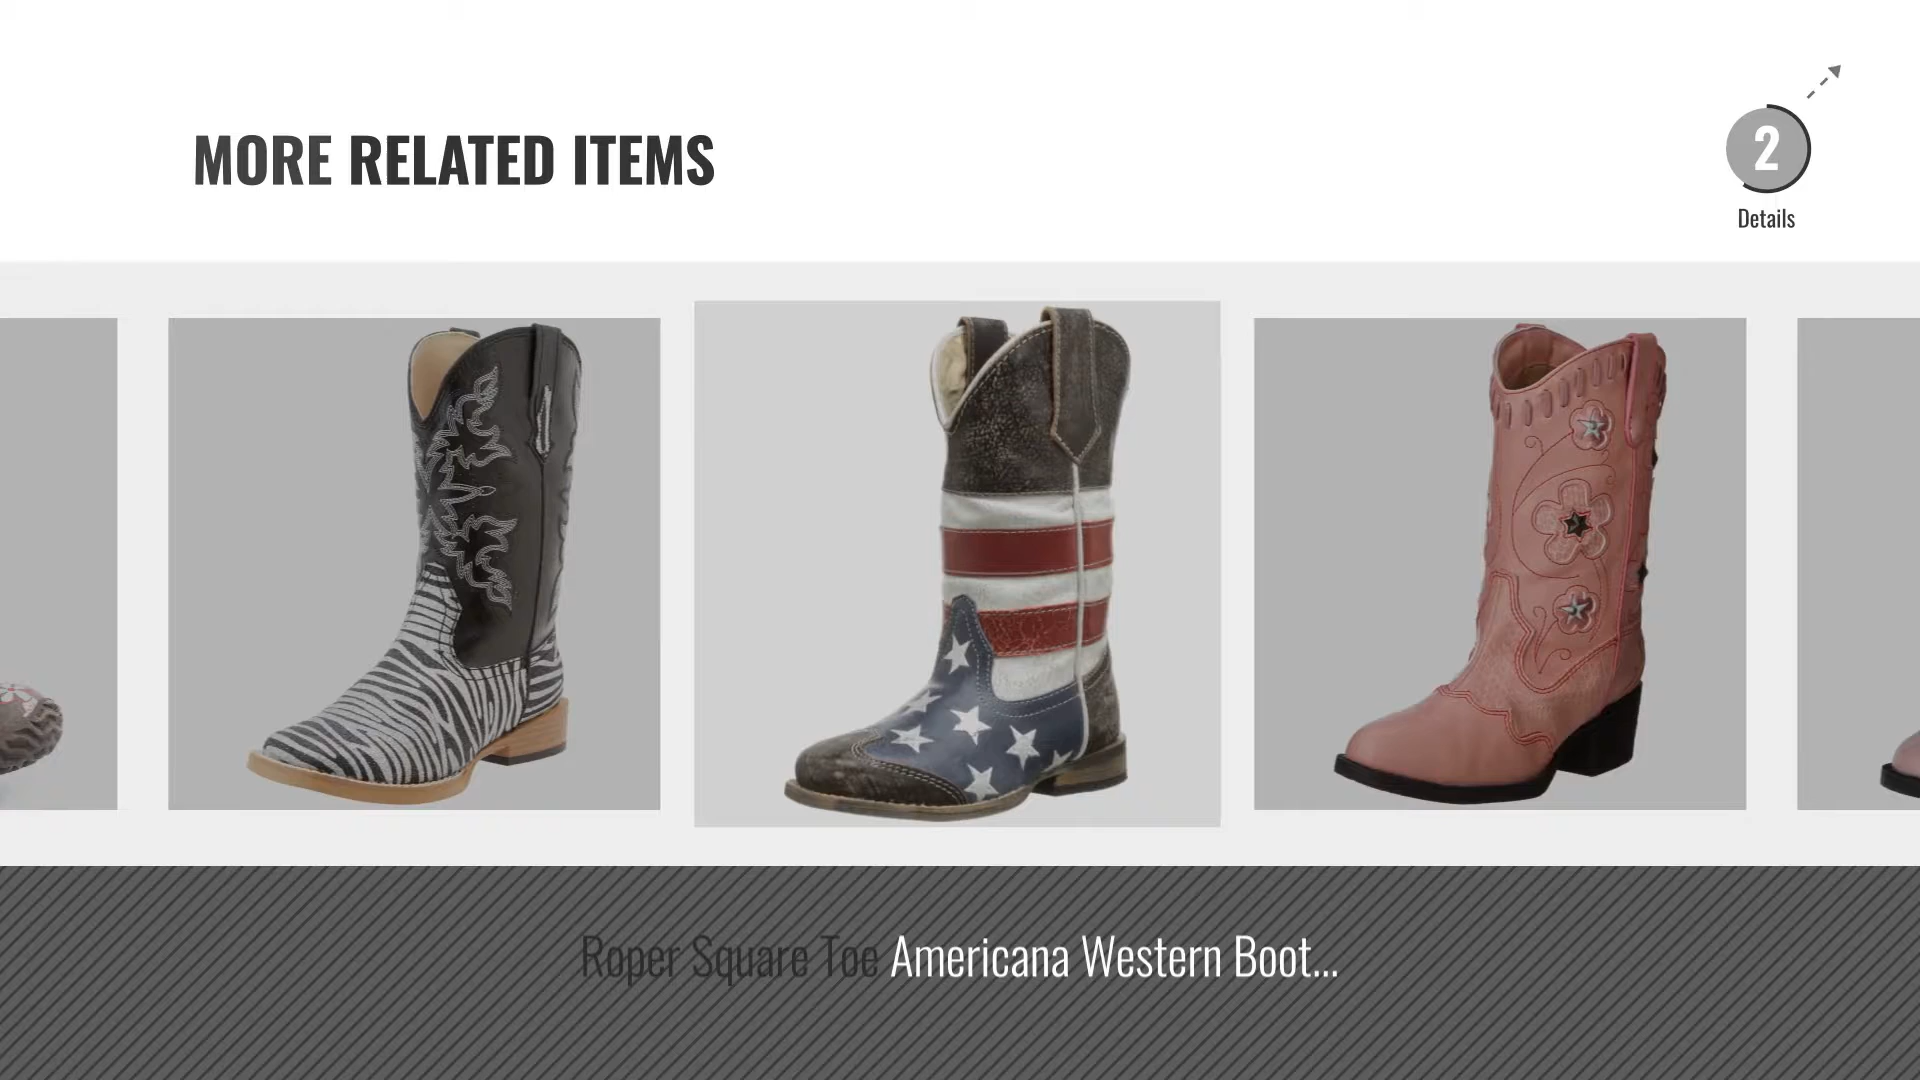 MORE RELATED ITEMS
2
Details
Roper Square Toe Americana Western Boot...